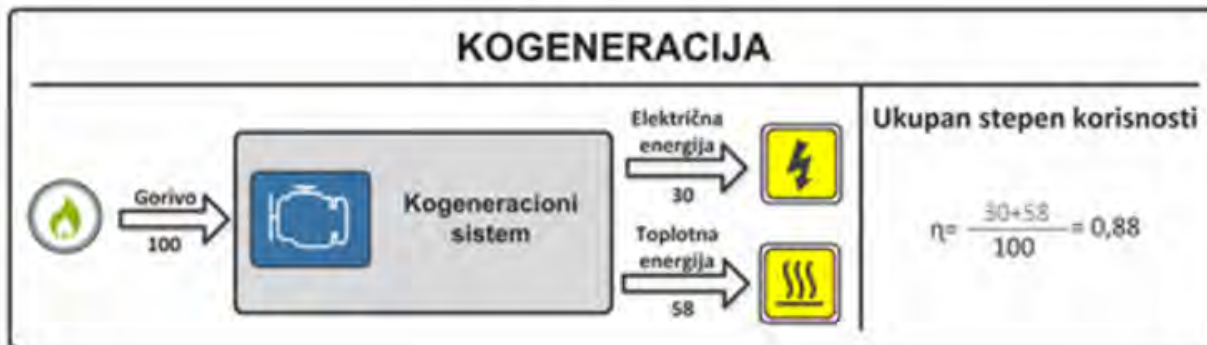 KOGENERACIJA
Gorivo
100
Kogeneracioni
sistem
Električna
energija
30
Toplotna
energija
58
Ukupan stepen korisnosti
η= 30+58 / 100 = 0,88